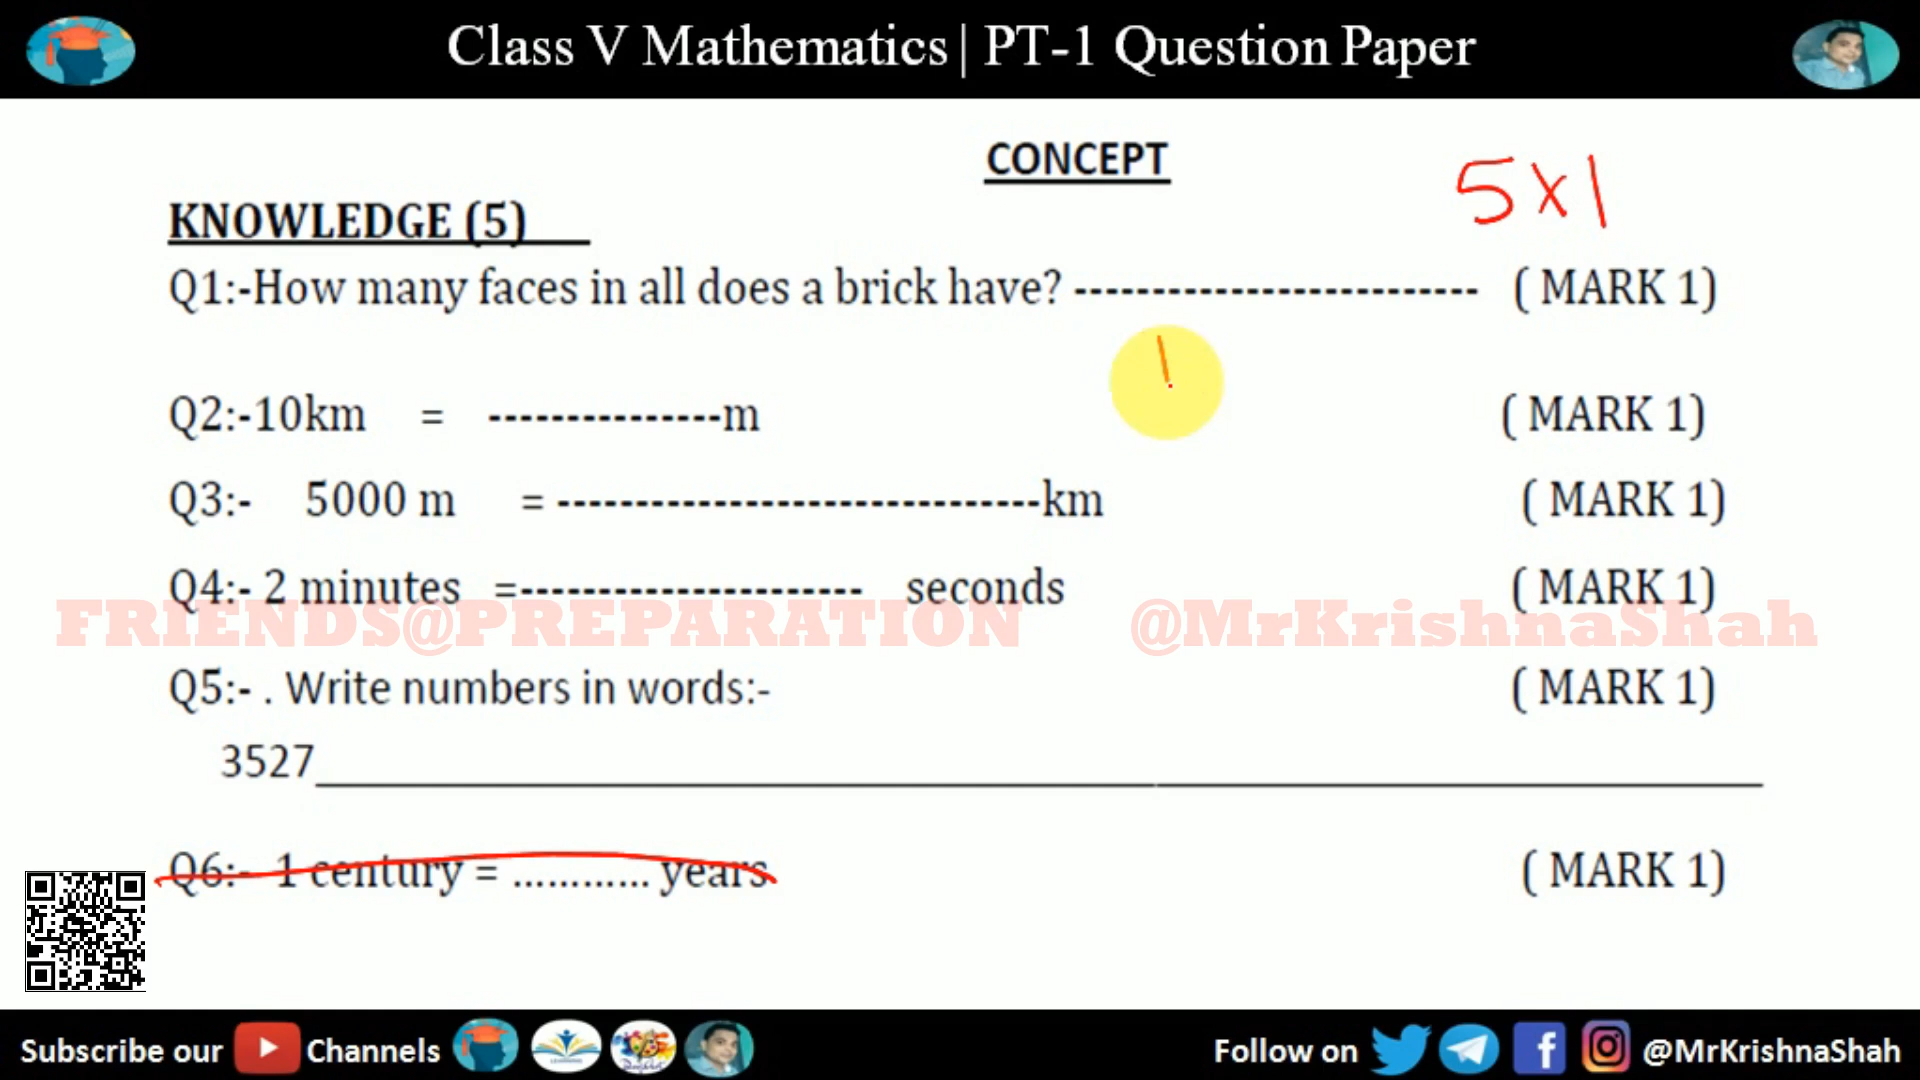 Class V Mathematics | PT-1 Question Paper
CONCEPT
5x1
KNOWLEDGE (5)
Q1:-How many faces in all does a brick have? -------------------------- ( MARK 1)
Q2:-10km = ---------------m ( MARK 1)
Q3:- 5000 m = -------------------------------km ( MARK 1)
Q4:- 2 minutes =---------------------- seconds ( MARK 1)
FRIENDS@PREPARATION @MrKrishnaShah
Q5:- . Write numbers in words:- ( MARK 1)
3527______________________________
Q6:- 1 century = ............ years ( MARK 1)
Subscribe our Channels Follow on @MrKrishnaShah